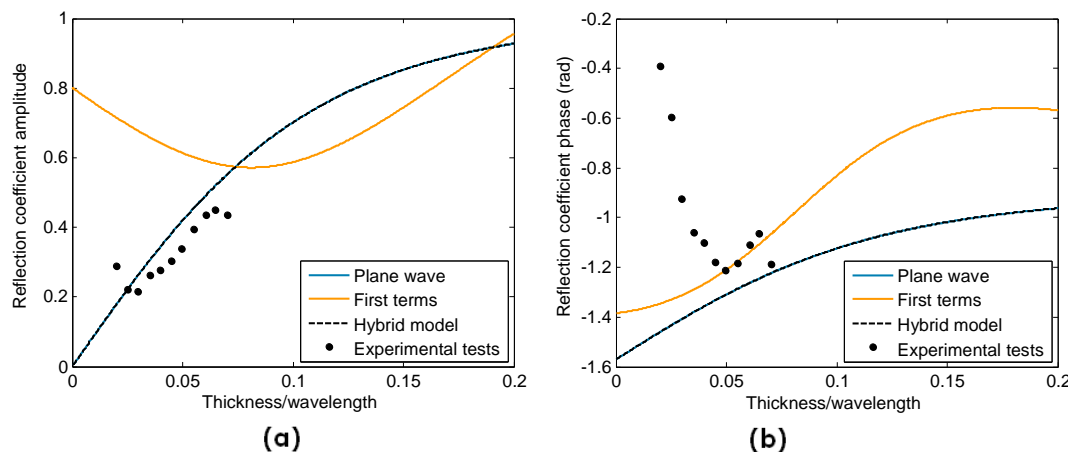 1
0.8
0.6
0.4
0.2
0
Reflection coefficient amplitude
Plane wave
First terms
Hybrid model
Experimental tests
0 0.05 0.1 0.15 0.2
Thickness/wavelength
(a)
-0.2
-0.4
-0.6
-0.8
-1
-1.2
-1.4
-1.6
Reflection coefficient phase (rad)
Plane wave
First terms
Hybrid model
Experimental tests
0 0.05 0.1 0.15 0.2
Thickness/wavelength
(b)